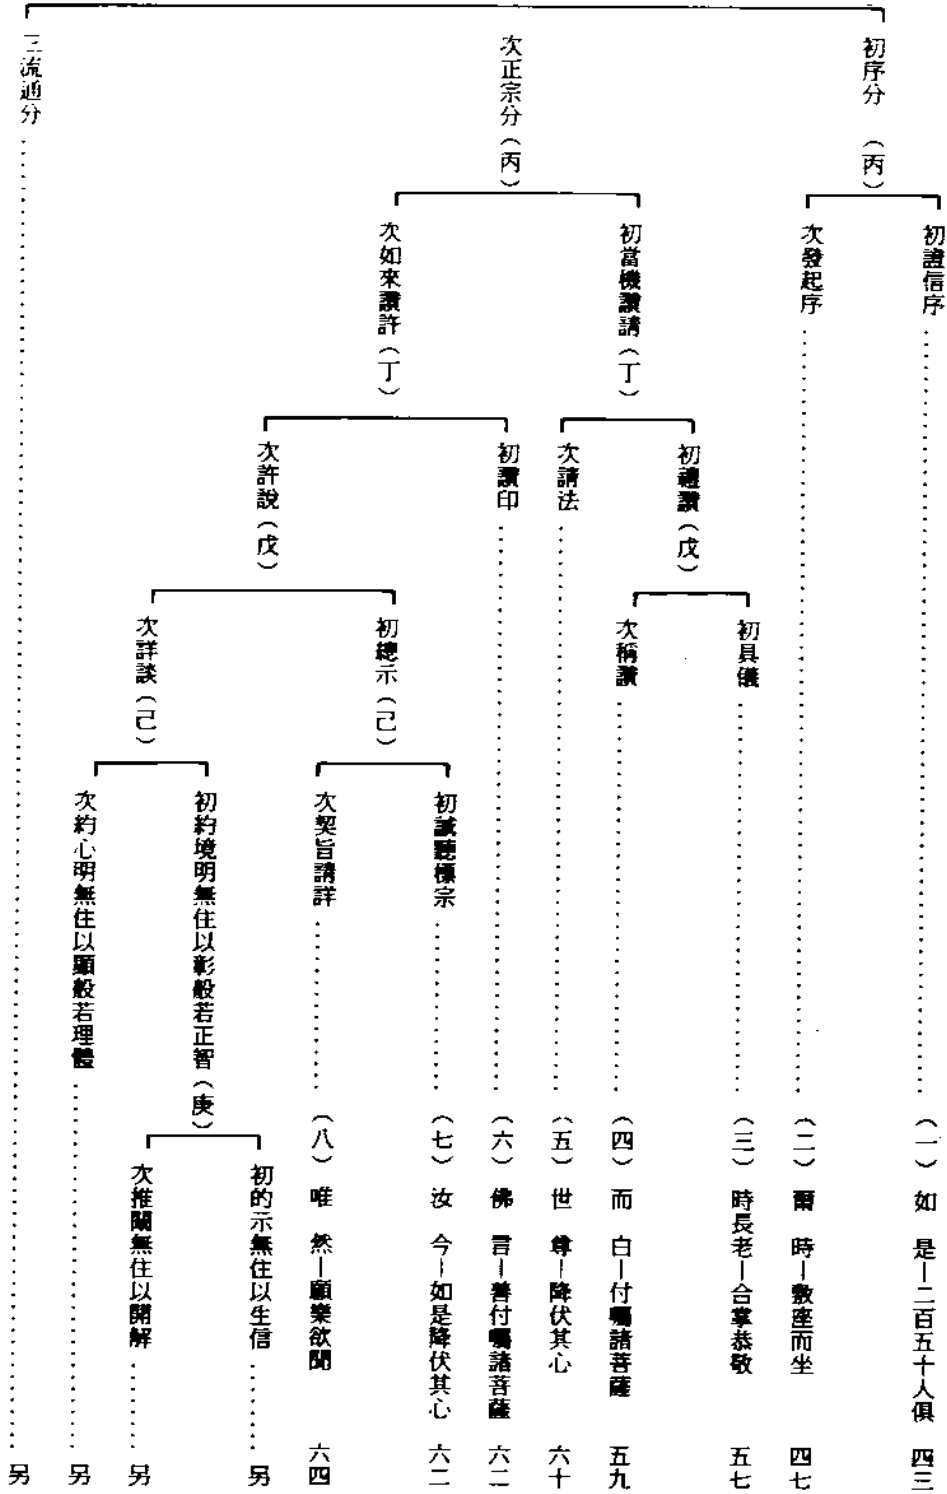 初序分（丙）
初證信序
（一）如是—二百五十人俱 四三
次發起序
（二）爾時—敷座而坐 四七
次正宗分（丙）
初當機讚請（丁）
初禮讚（戊）
初具儀
（三）時長老—合掌恭敬 五七
次稱讚
（四）而白—付囑諸菩薩 五九
次請法
（五）世尊—降伏其心 六十
次如來讚許（丁）
初讚印
（六）佛言—善付囑諸菩薩 六二
次許說（戊）
初總示（己）
初誡聽標宗
（七）汝今—如是降伏其心 六二
次契旨請詳
（八）唯然—願樂欲聞 六四
次詳談（己）
初約境明無住以彰般若正智（庚）
初的示無住以生信
另
次推闡無住以開解
另
次約心明無住以顯般若理體
另
三流通分
另